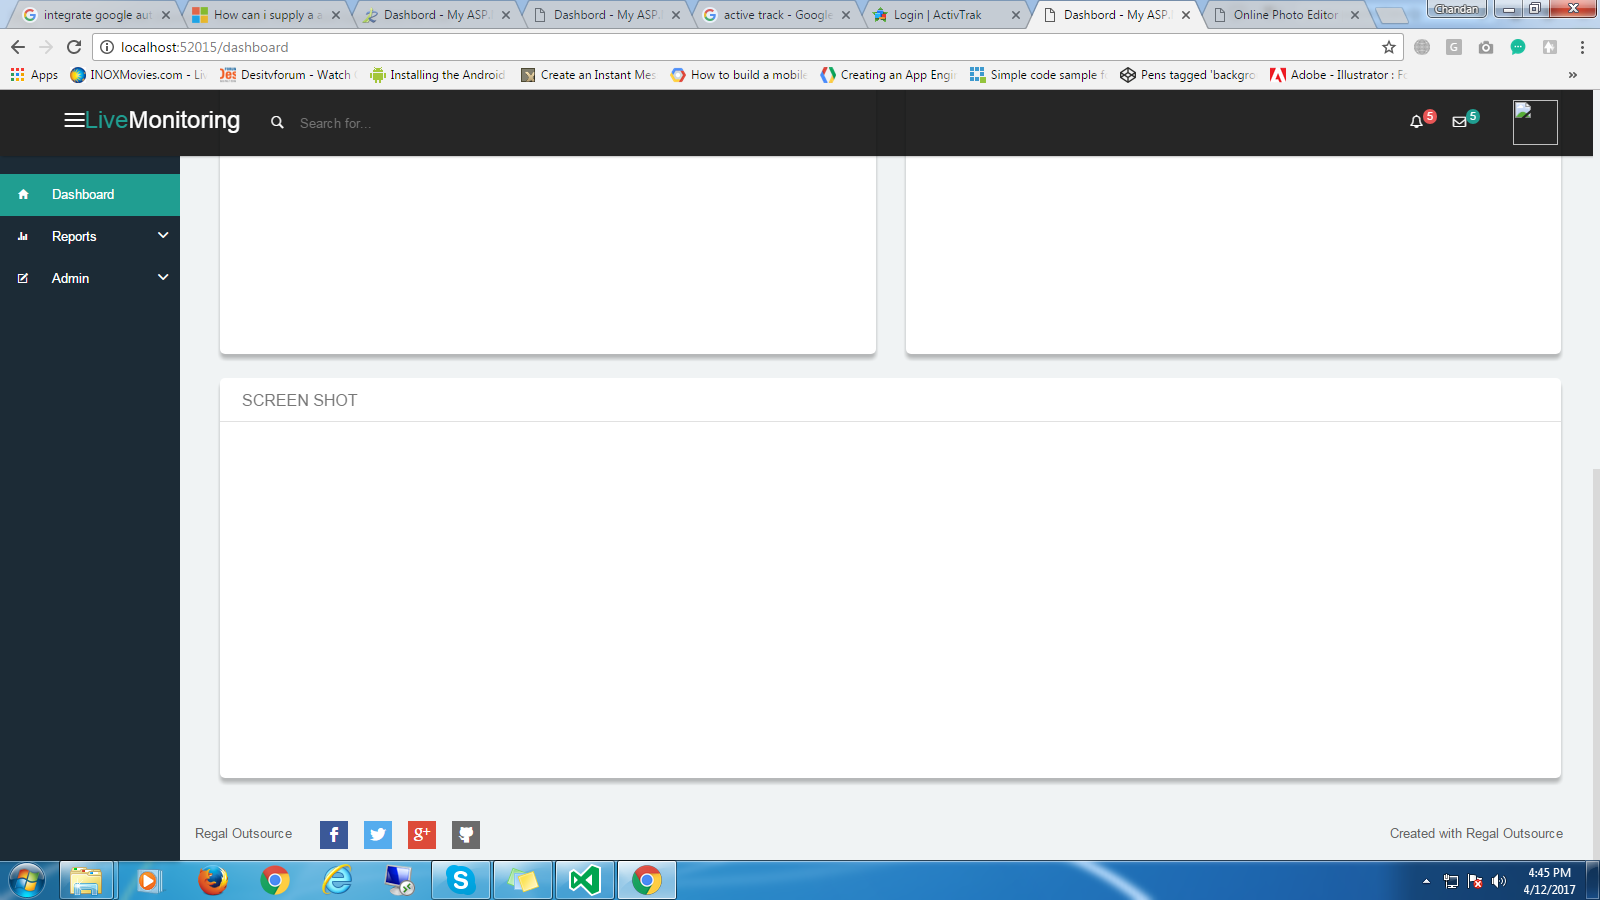 integrate google aut
How can i supply a a
Dashbord - My ASP.
Dashbord - My ASP.
active track - Google
Login | ActivTrak
Dashbord - My ASP.
Online Photo Editor
Chandan
localhost:52015/dashboard
Apps
INOXMovies.com - Liv
Desitvforum - Watch
Installing the Android
Create an Instant Mes
How to build a mobile
Creating an App Engi
Simple code sample f
Pens tagged 'backgro
Adobe - Illustrator : Fo
»
LiveMonitoring
Search for...
5
5
Dashboard
Reports
Admin
SCREEN SHOT
Regal Outsource
Created with Regal Outsource
4:45 PM
4/12/2017